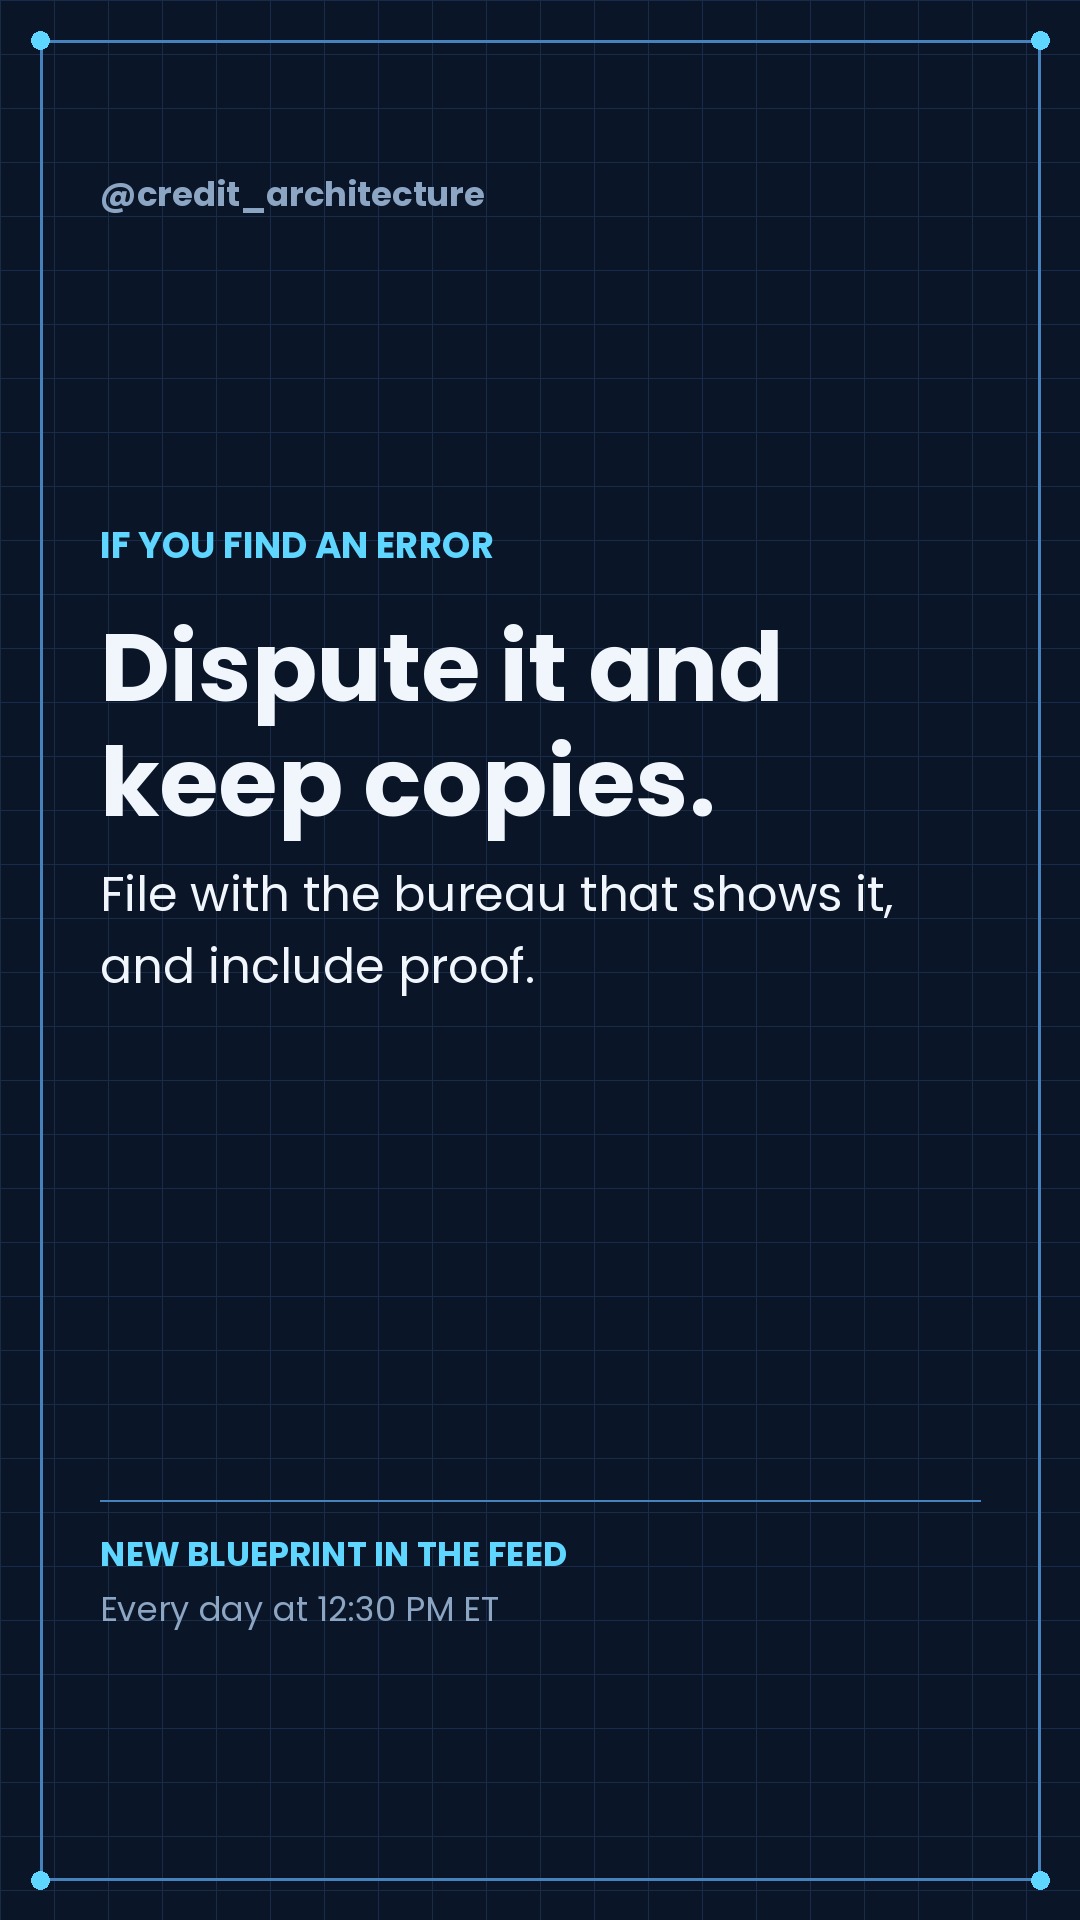 @credit_architecture
IF YOU FIND AN ERROR
Dispute it and
keep copies.
File with the bureau that shows it,
and include proof.
NEW BLUEPRINT IN THE FEED
Every day at 12:30 PM ET